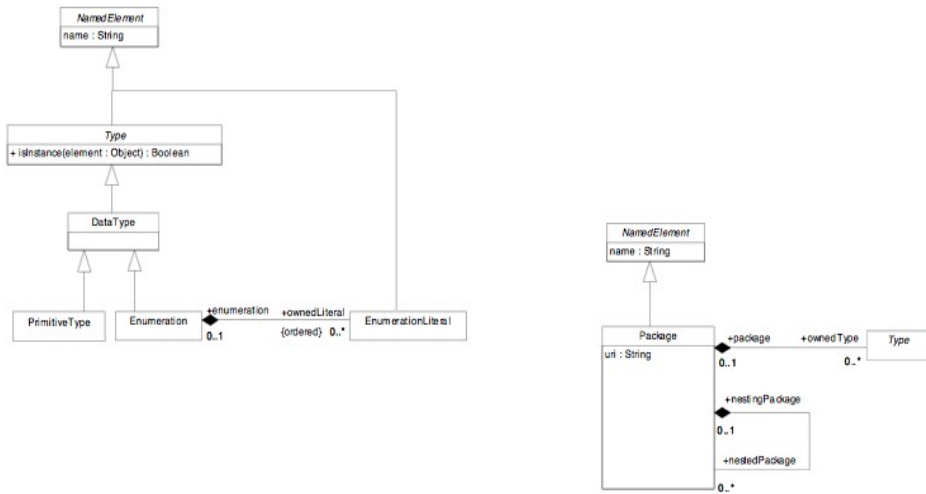 NamedElement
name : String
Type
+ isInstance(element : Object) : Boolean
DataType
PrimitiveType
Enumeration
+enumeration
0..1
+ownedLiteral
{ordered} 0..*
EnumerationLiteral
NamedElement
name : String
Package
uri : String
+package
0..1
+ownedType
0..*
Type
+nestingPackage
0..1
+nestedPackage
0..*